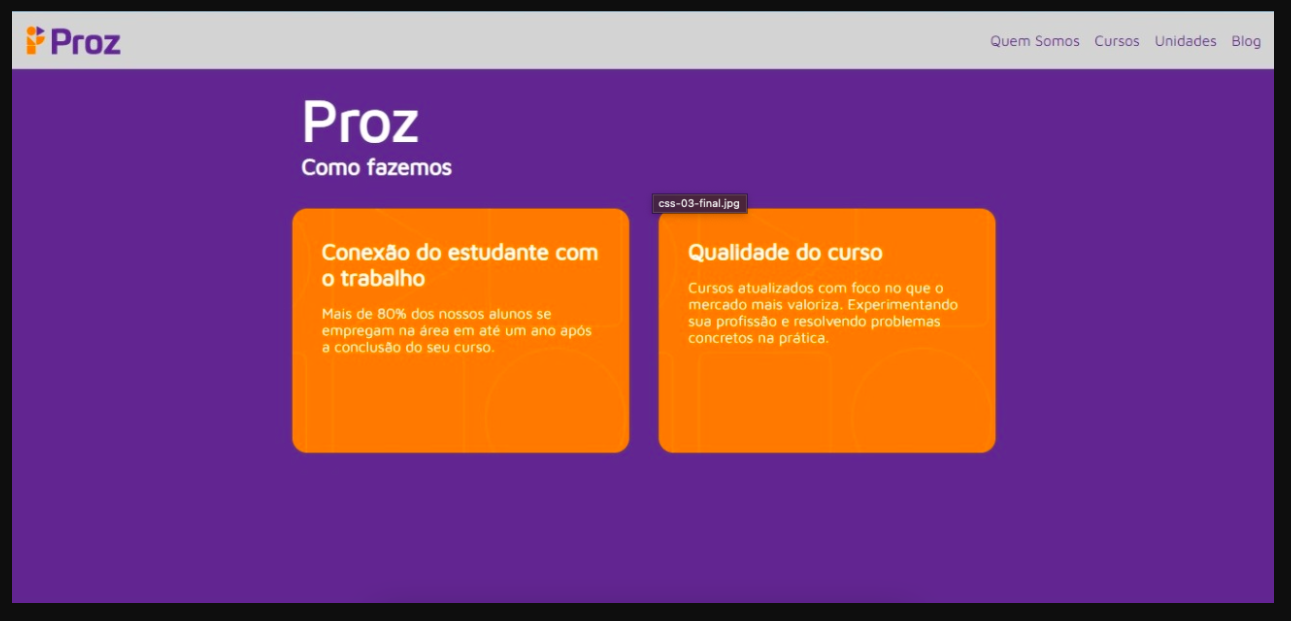 Proz
Quem Somos Cursos Unidades Blog
Proz
Como fazemos
css-03-final.jpg
Conexão do estudante com
o trabalho
Mais de 80% dos nossos alunos se
empregam na área em até um ano após
a conclusão do seu curso.
Qualidade do curso
Cursos atualizados com foco no que o
mercado mais valoriza. Experimentando
sua profissão e resolvendo problemas
concretos na prática.